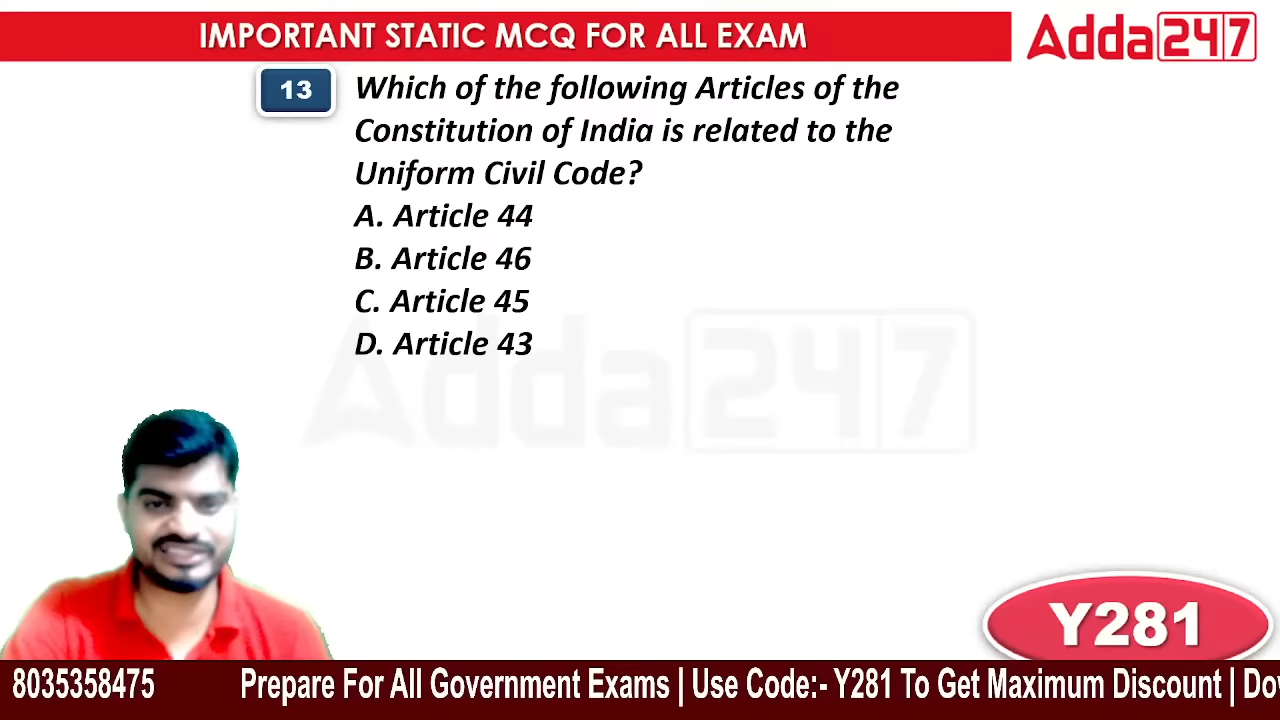 IMPORTANT STATIC MCQ FOR ALL EXAM
Adda247
13
Which of the following Articles of the
Constitution of India is related to the
Uniform Civil Code?
A. Article 44
B. Article 46
C. Article 45
D. Article 43
Adda247
Y281
8035358475 Prepare For All Government Exams | Use Code:- Y281 To Get Maximum Discount |